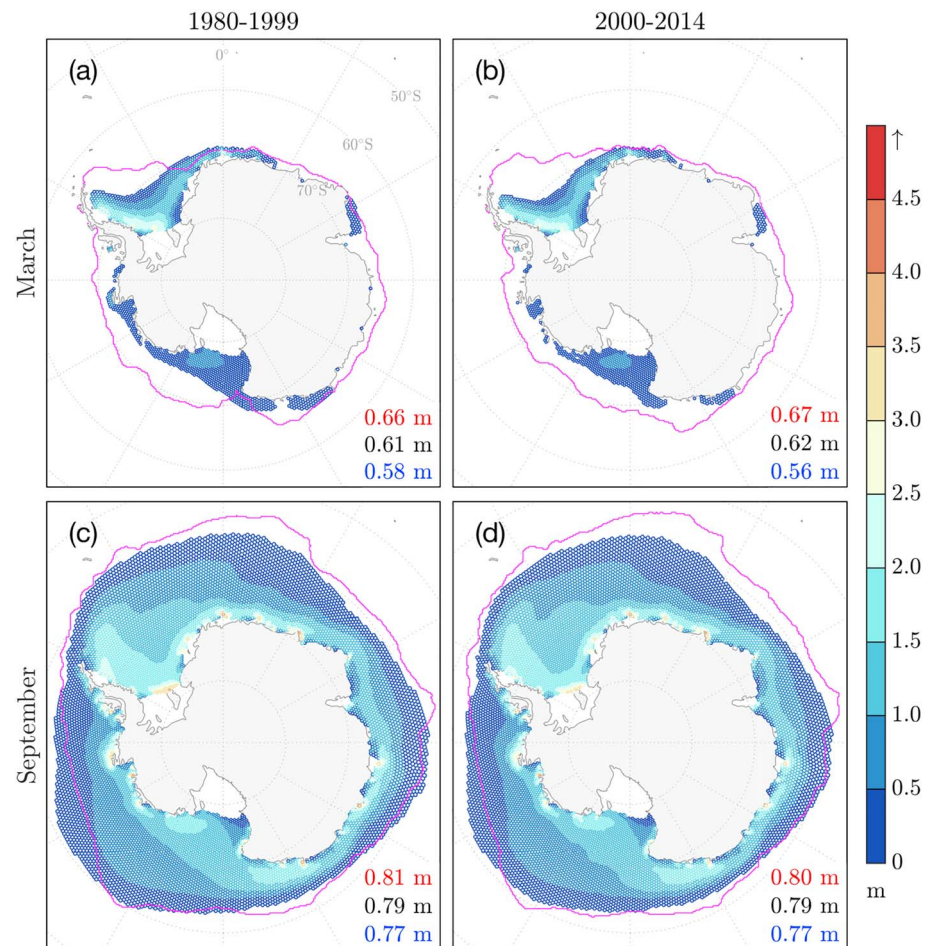 1980-1999
2000-2014
(a)
0°
50°S
60°S
70°S
(b)
March
0.66 m
0.61 m
0.58 m
0.67 m
0.62 m
0.56 m
(c)
(d)
September
0.81 m
0.79 m
0.77 m
0.80 m
0.79 m
0.77 m
↑
4.5
4.0
3.5
3.0
2.5
2.0
1.5
1.0
0.5
0
m